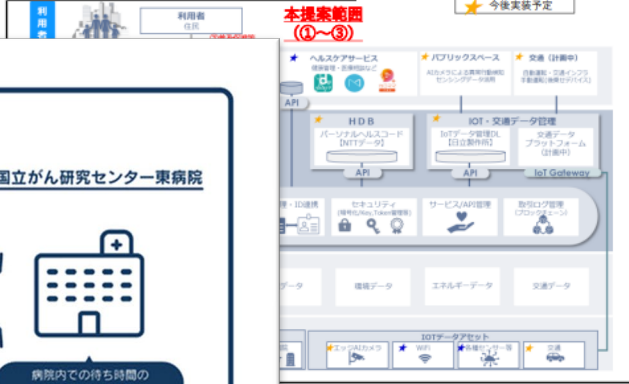 利用者
利用者
住民
本提案範囲
(①〜③)
今後実装予定
ヘルスケアサービス
パブリックスペース
交通(計画中)
API
HDB
パーソナルヘルスコード
【NTTデータ】
API
IOT・交通データ管理
IoTデータ管理DL
【日立製作所】
API
交通データ
プラットフォーム
(計画中)
IoT Gateway
国立がん研究センター東病院
理・ID連携
セキュリティ
サービス/API管理
取引ログ管理
(ブロックチェーン)
データ
環境データ
エネルギーデータ
交通データ
IOTデータアセット
エッジAIカメラ
WiFi
各種センサー等
交通
病院内での待ち時間の